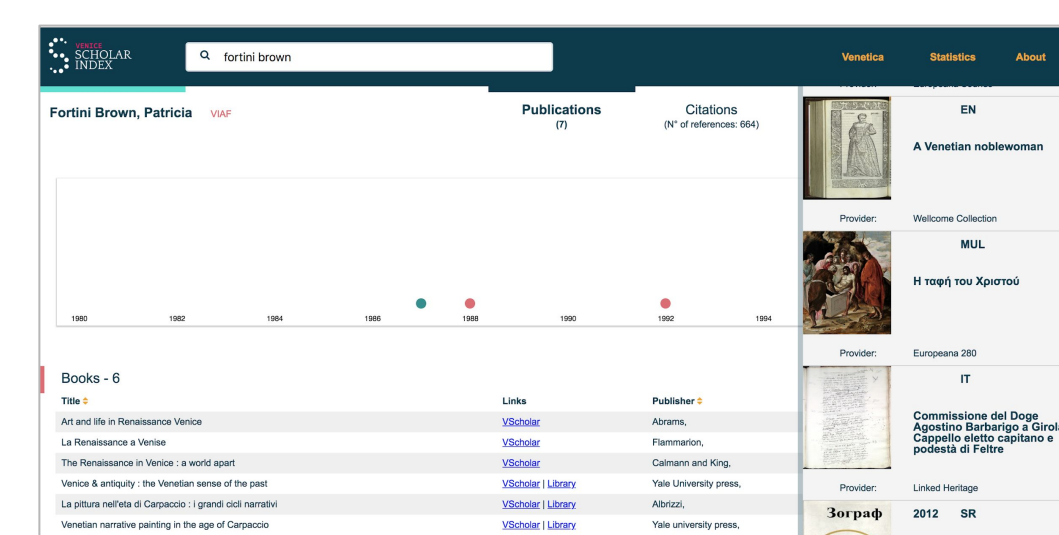 VENICE
SCHOLAR
INDEX
fortini brown
Venetica Statistics About
Fortini Brown, Patricia VIAF
Publications
(7)
Citations
(N° of references: 664)
1980 1982 1984 1986 1988 1990 1992 1994
Books - 6
Title Links Publisher
Art and life in Renaissance Venice VScholar Abrams,
La Renaissance a Venise VScholar Flammarion,
The Renaissance in Venice : a world apart VScholar Calmann and King,
Venice & antiquity : the Venetian sense of the past VScholar | Library Yale University press,
La pittura nell'eta di Carpaccio : i grandi cicli narrativi VScholar | Library Albrizzi,
Venetian narrative painting in the age of Carpaccio VScholar | Library Yale university press,
EN
A Venetian noblewoman
Provider: Wellcome Collection
MUL
Η ταφή του Χριστού
Provider: Europeana 280
IT
Commissione del Doge
Agostino Barbarigo a Girola
Cappello eletto capitano e
podestà di Feltre
Provider: Linked Heritage
Зограф
2012 SR